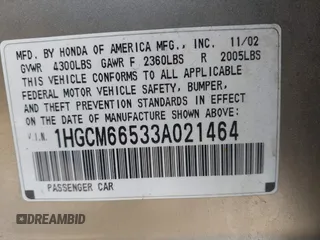 MFD. BY HONDA OF AMERICA MFG., INC. 11/02
GVWR 4300LBS GAWR F 2360LBS R 2005LBS
THIS VEHICLE CONFORMS TO ALL APPLICABLE
FEDERAL MOTOR VEHICLE SAFETY, BUMPER,
AND THEFT PREVENTION STANDARDS IN EFFECT
ON THE DATE OF MANUFACTURE SHOWN ABOVE.
V.I.N. 1HGCM66533A021464
PASSENGER CAR
DREAMBID